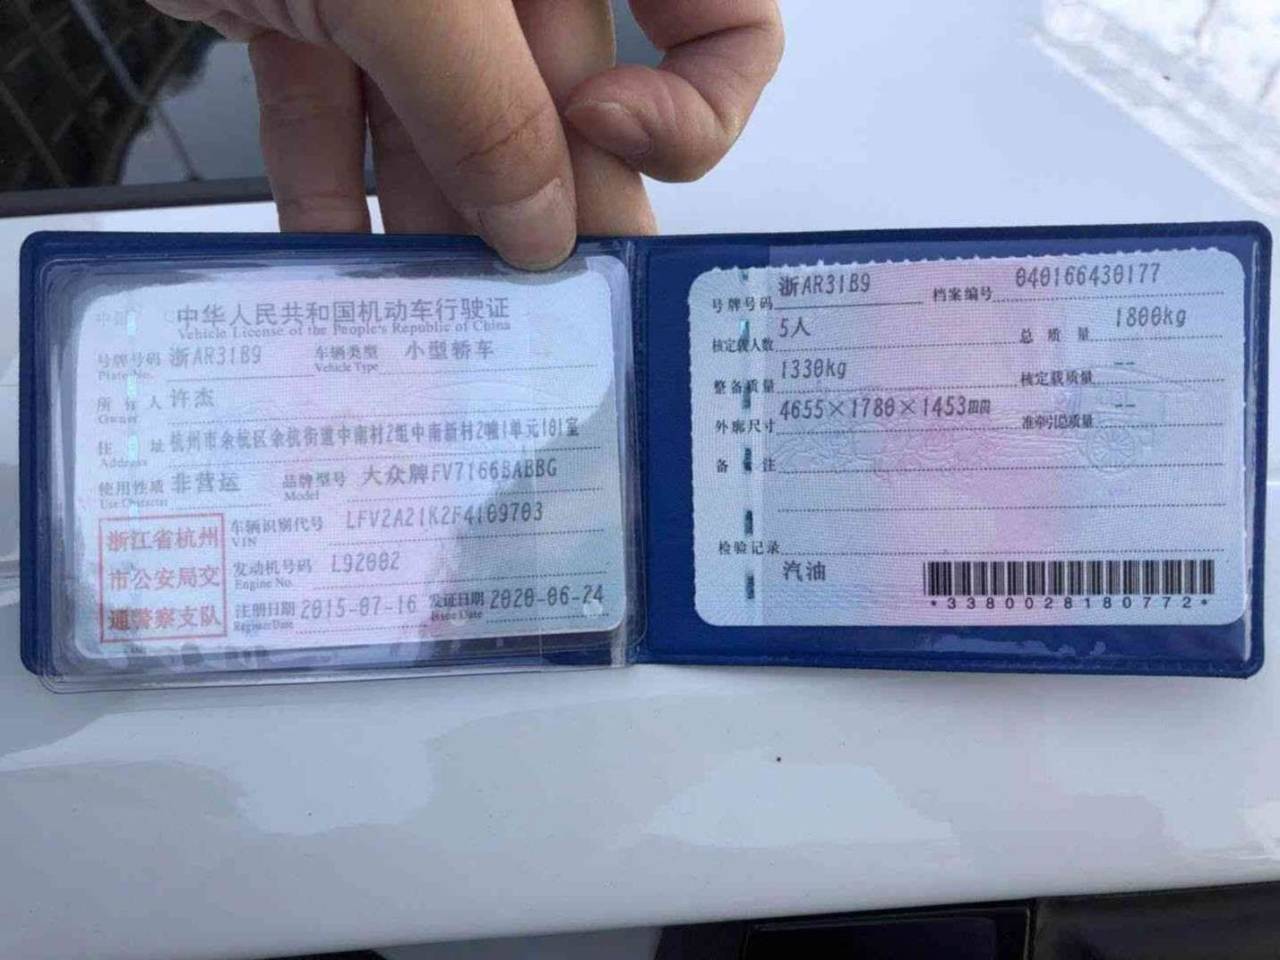 中华人民共和国机动车行驶证
Vehicle License of the People's Republic of China
号牌号码 浙AR31B9 车辆类型 小型轿车
Plate No. Vehicle Type
所有人 许杰
Owner
住址 杭州市余杭区余杭街道中南村2组中南新村2幢1单元101室
Address
使用性质 非营运 品牌型号 大众牌FV7166BABBG
Use Character Model
浙江省杭州
市公安局交
通警察支队
车辆识别代号 LFV2A21K2F4109703
VIN
发动机号码 L92002
Engine No.
注册日期 2015-07-16 发证日期 2020-06-24
Register Date Issue Date
号牌号码 浙AR31B9 档案编号 040166430177
核定载人数 5人 总质量 1800kg
整备质量 1330kg 核定载质量 --
外廓尺寸 4655×1780×1453mm 准牵引总质量 --
备注
检验记录
汽油
*3380028180772*